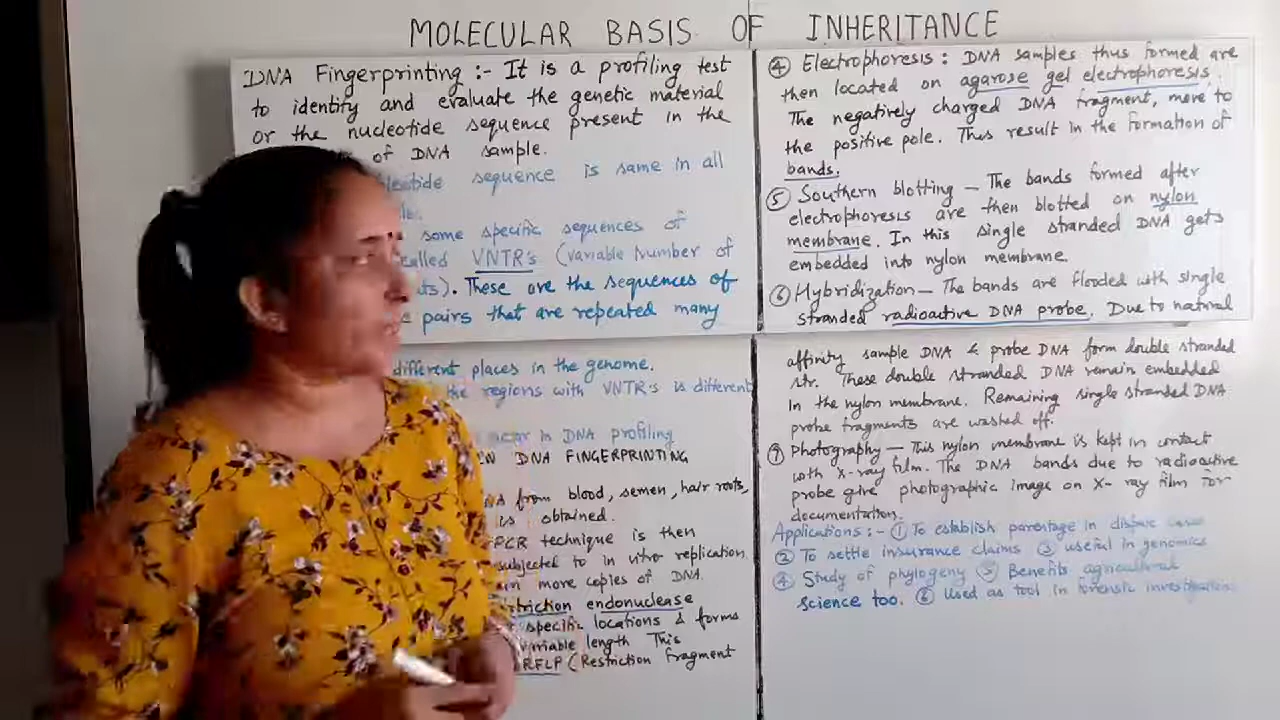 MOLECULAR BASIS OF INHERITANCE
DNA Fingerprinting :- It is a profiling test
to identify and evaluate the genetic material
or the nucleotide sequence present in the
of DNA sample.
sequence is same in all
some specific sequences of
called VNTR's (Variable Number of
These are the sequences of
pairs that are repeated many
different places in the genome.
the regions with VNTR's is different
in DNA profiling
IN DNA FINGERPRINTING
from blood, semen, hair roots,
is obtained.
PCR technique is then
subjected to in vitro replication
more copies of DNA.
endonuclease
specific locations & forms
length This
RFLP (Restriction fragment
④ Electrophoresis : DNA samples thus formed are
then located on agarose gel electrophoresis.
The negatively charged DNA fragment, move to
the positive pole. Thus result in the formation of
bands.
⑤ Southern blotting — The bands formed after
electrophoresis are then blotted on nylon
membrane. In this single stranded DNA gets
embedded into nylon membrane.
⑥ Hybridization — The bands are flooded with single
stranded radioactive DNA probe. Due to natural
affinity sample DNA & probe DNA form double stranded
str. These double stranded DNA remain embedded
In the nylon membrane. Remaining single stranded DNA
probe fragments are washed off.
⑦ Photography — This nylon membrane is kept in contact
with X-ray film. The DNA bands due to radioactive
probe give photographic image on X-ray film for
documentation.
Applications :- ① To establish parentage in dispute cases
② To settle insurance claims ③ useful in genomics
④ Study of phylogeny ⑤ Benefits agricultural
science too. ⑥ Used as tool in forensic investigations.